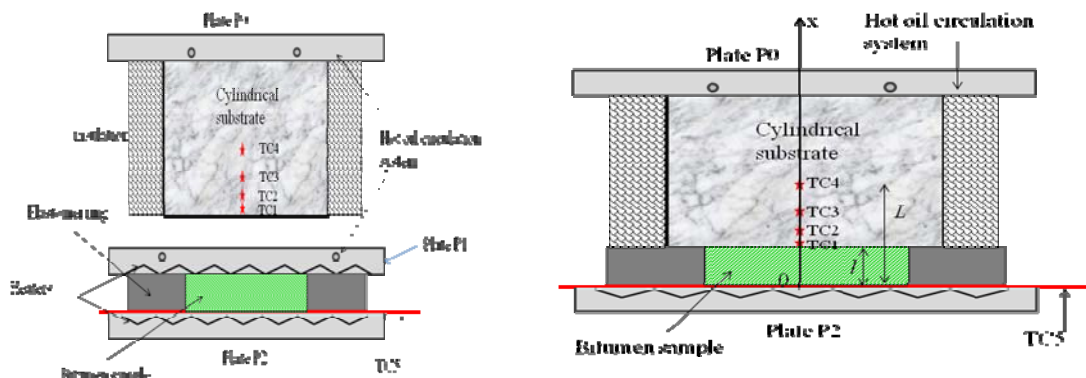 Plate P0
Cylindrical
substrate
TC4
TC3
TC2
TC1
Hot oil circulation
system
Plate P1
Heaters
Plate P2
TC5
x
Hot oil circulation
system
Plate P0
Cylindrical
substrate
TC4
TC3
TC2
TC1
L
l
O
Plate P2
TC5
Bitumen sample